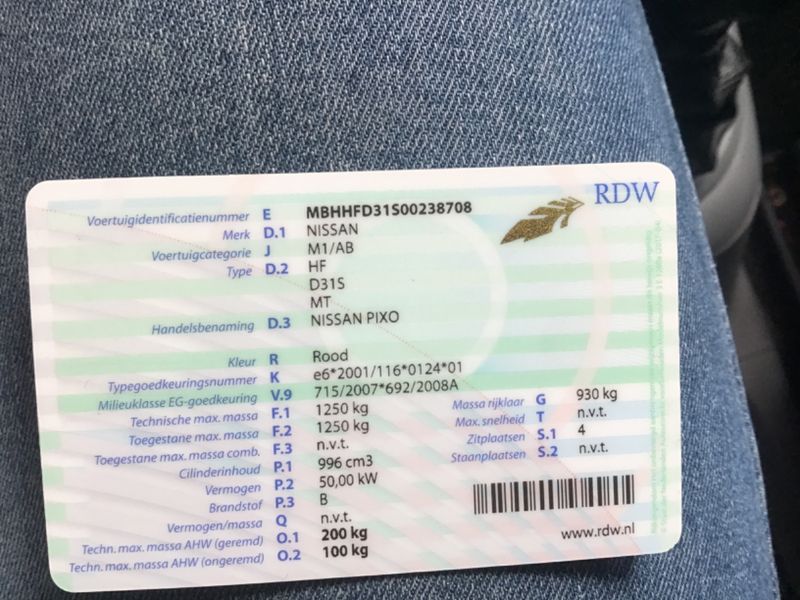 RDW
Voertuigidentificatienummer E MBHHFD31S00238708
Merk D.1 NISSAN
Voertuigcategorie J M1/AB
Type D.2 HF
D31S
MT
Handelsbenaming D.3 NISSAN PIXO
Kleur R Rood
Typegoedkeuringsnummer K e6*2001/116*0124*01
Milieuklasse EG-goedkeuring V.9 715/2007*692/2008A
Technische max. massa F.1 1250 kg
Toegestane max. massa F.2 1250 kg
Toegestane max. massa comb. F.3 n.v.t.
Cilinderinhoud P.1 996 cm3
Vermogen P.2 50,00 kW
Brandstof P.3 B
Vermogen/massa Q n.v.t.
Techn. max. massa AHW (geremd) O.1 200 kg
Techn. max. massa AHW (ongeremd) O.2 100 kg
Massa rijklaar G 930 kg
Max. snelheid T n.v.t.
Zitplaatsen S.1 4
Staanplaatsen S.2 n.v.t.
www.rdw.nl